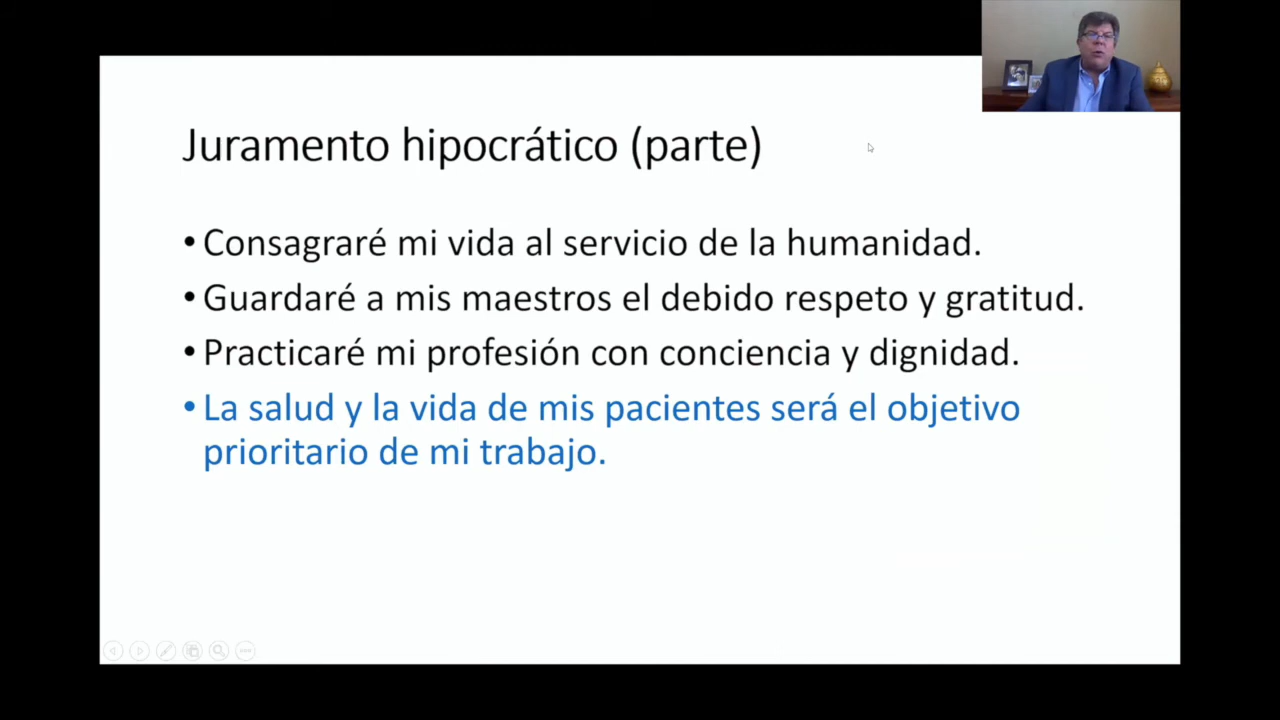 Juramento hipocrático (parte)
• Consagraré mi vida al servicio de la humanidad.
• Guardaré a mis maestros el debido respeto y gratitud.
• Practicaré mi profesión con conciencia y dignidad.
• La salud y la vida de mis pacientes será el objetivo
prioritario de mi trabajo.